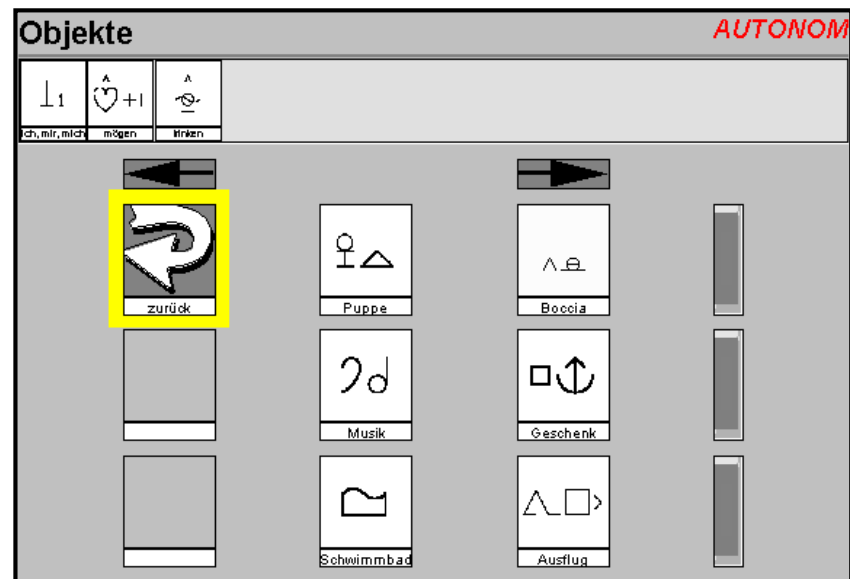 Objekte AUTONOM
ich, mir, mich mögen trinken
zurück Puppe Boccia
Musik Geschenk
Schwimmbad Ausflug